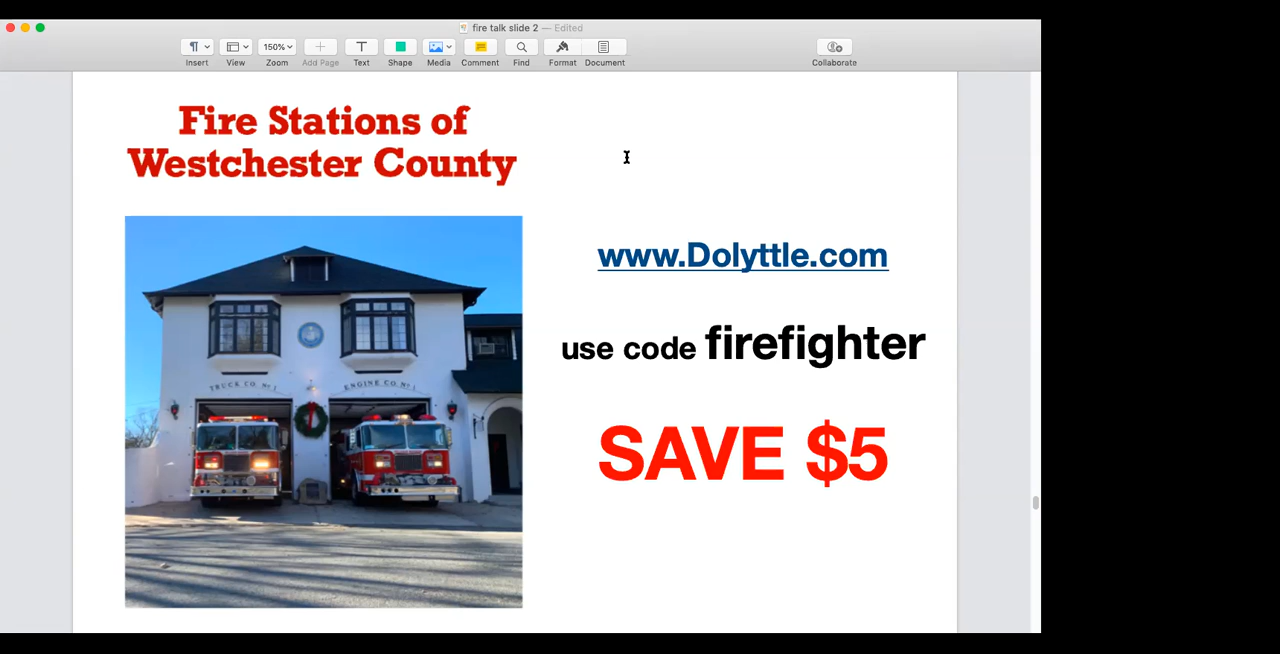 fire talk slide 2 — Edited
150%
Insert
View
Zoom
Add Page
Text
Shape
Media
Comment
Find
Format
Document
Collaborate
Fire Stations of
Westchester County
www.Dolyttle.com
use code firefighter
SAVE $5
TRUCK CO. Nº 1
ENGINE CO. Nº 1